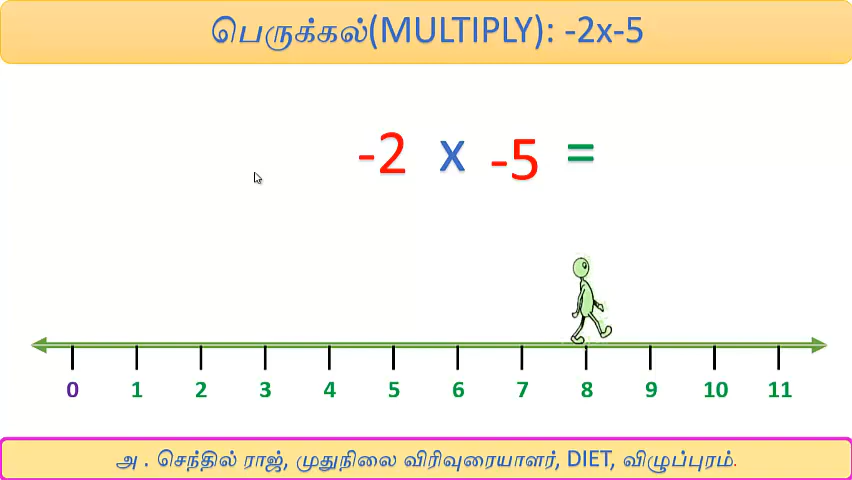 பெருக்கல்(MULTIPLY): -2x-5
-2 x -5 =
0 1 2 3 4 5 6 7 8 9 10 11
அ . செந்தில் ராஜ், முதுநிலை விரிவுரையாளர், DIET, விழுப்புரம்.